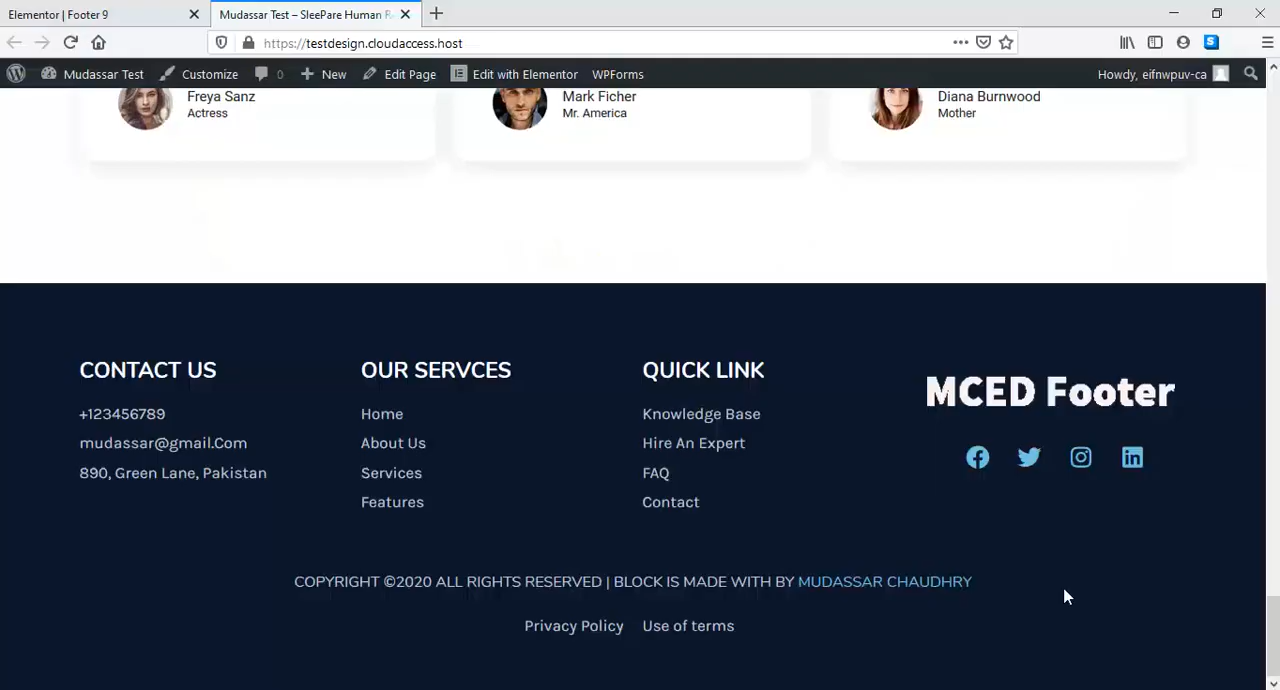 Elementor | Footer 9
Mudassar Test – SleePare Human R
https://testdesign.cloudaccess.host
Mudassar Test
Customize
0
New
Edit Page
Edit with Elementor
WPForms
Howdy, eifnwpuv-ca
Freya Sanz
Actress
Mark Ficher
Mr. America
Diana Burnwood
Mother
CONTACT US
+123456789
mudassar@gmail.Com
890, Green Lane, Pakistan
OUR SERVCES
Home
About Us
Services
Features
QUICK LINK
Knowledge Base
Hire An Expert
FAQ
Contact
MCED Footer
COPYRIGHT ©2020 ALL RIGHTS RESERVED | BLOCK IS MADE WITH BY MUDASSAR CHAUDHRY
Privacy Policy
Use of terms